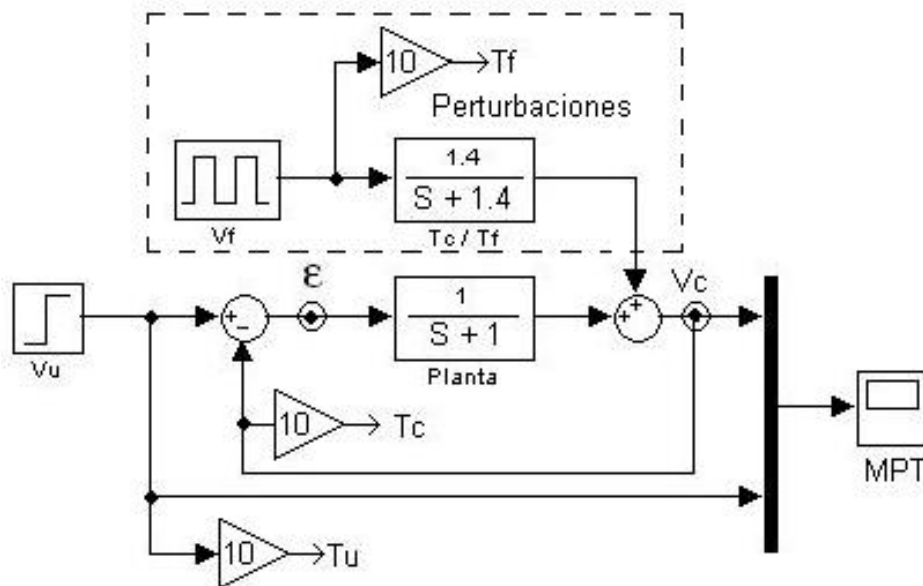 10 Tf
Perturbaciones
1.4
S + 1.4
Vf
Tc / Tf
ε
Vc
1
S + 1
+
−
+
+
Vu
Planta
10 Tc
MPT
10 Tu